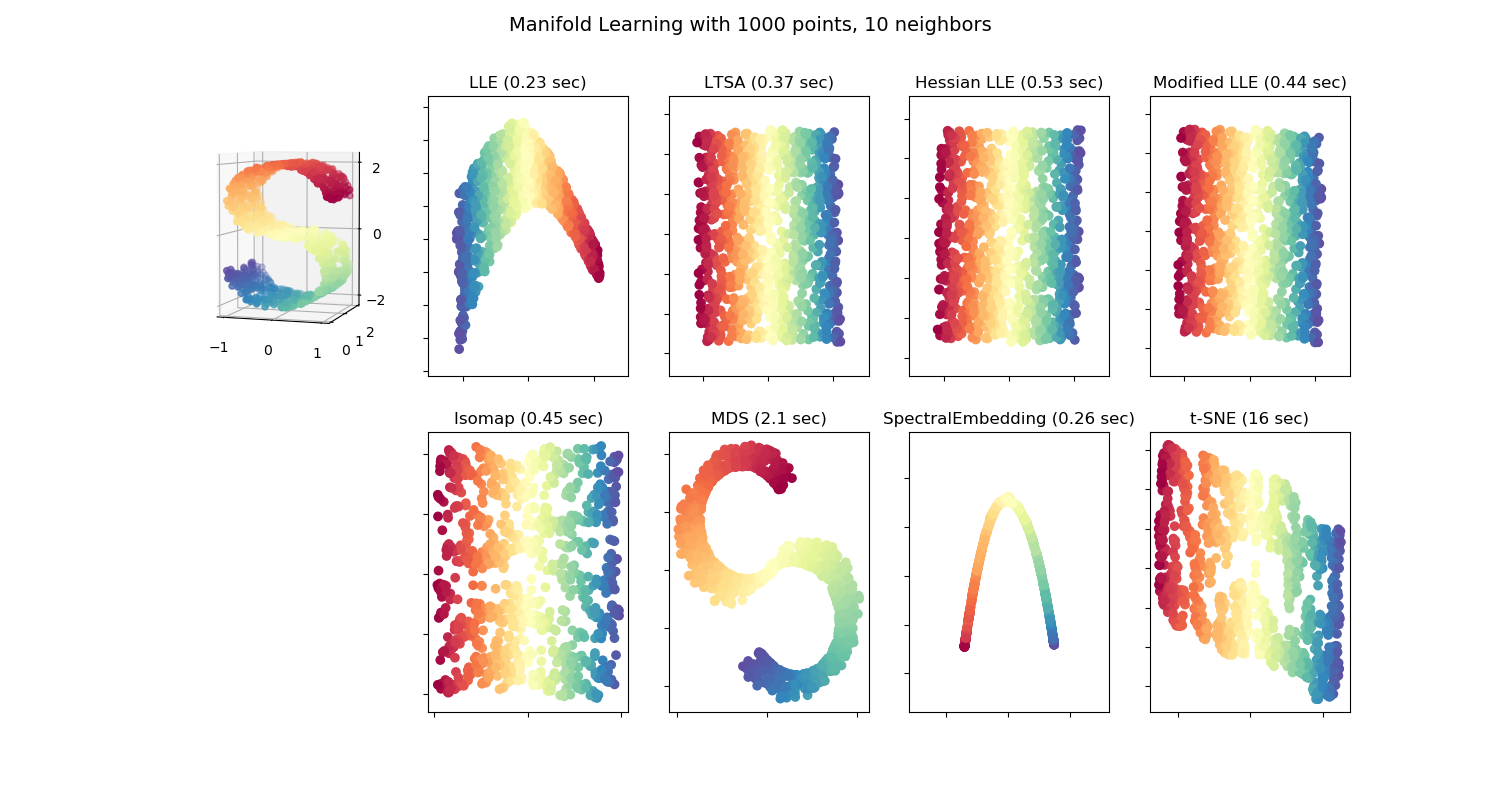 Manifold Learning with 1000 points, 10 neighbors
LLE (0.23 sec)
LTSA (0.37 sec)
Hessian LLE (0.53 sec)
Modified LLE (0.44 sec)
2
0
−2
−1
0
1
0
1
2
Isomap (0.45 sec)
MDS (2.1 sec)
SpectralEmbedding (0.26 sec)
t-SNE (16 sec)